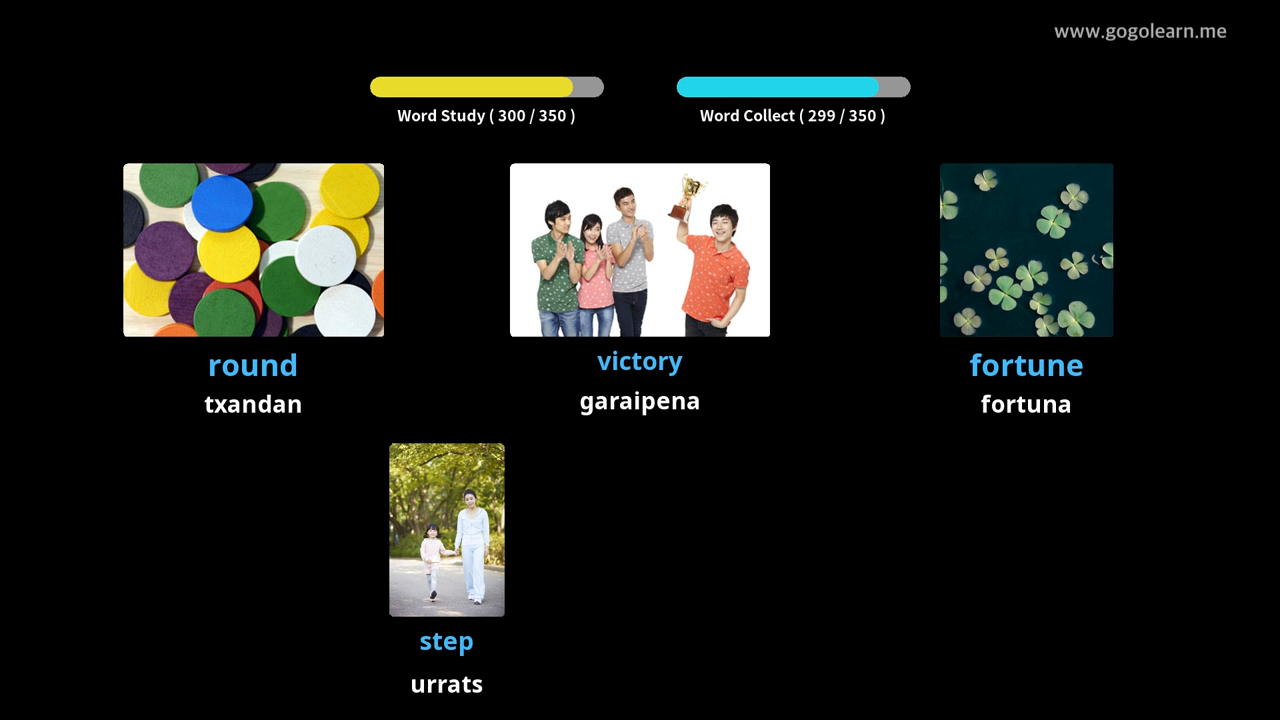 www.gogolearn.me
Word Study ( 300 / 350 )
Word Collect ( 299 / 350 )
round
txandan
victory
garaipena
fortune
fortuna
step
urrats